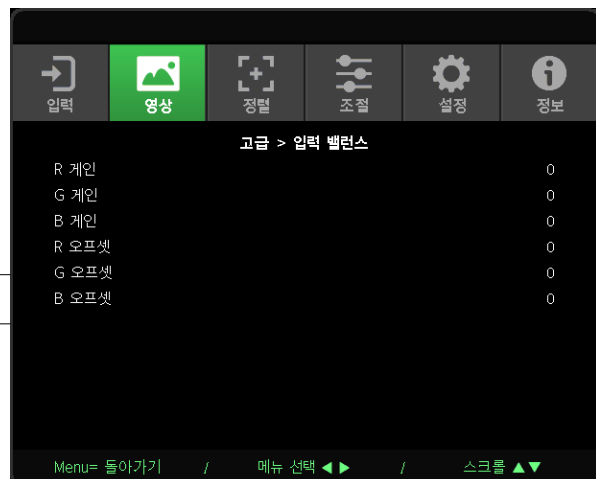 입력 영상 정렬 조절 설정 정보
고급 > 입력 밸런스
R 게인 0
G 게인 0
B 게인 0
R 오프셋 0
G 오프셋 0
B 오프셋 0
Menu= 돌아가기 / 메뉴 선택 ◀ ▶ / 스크롤 ▲▼